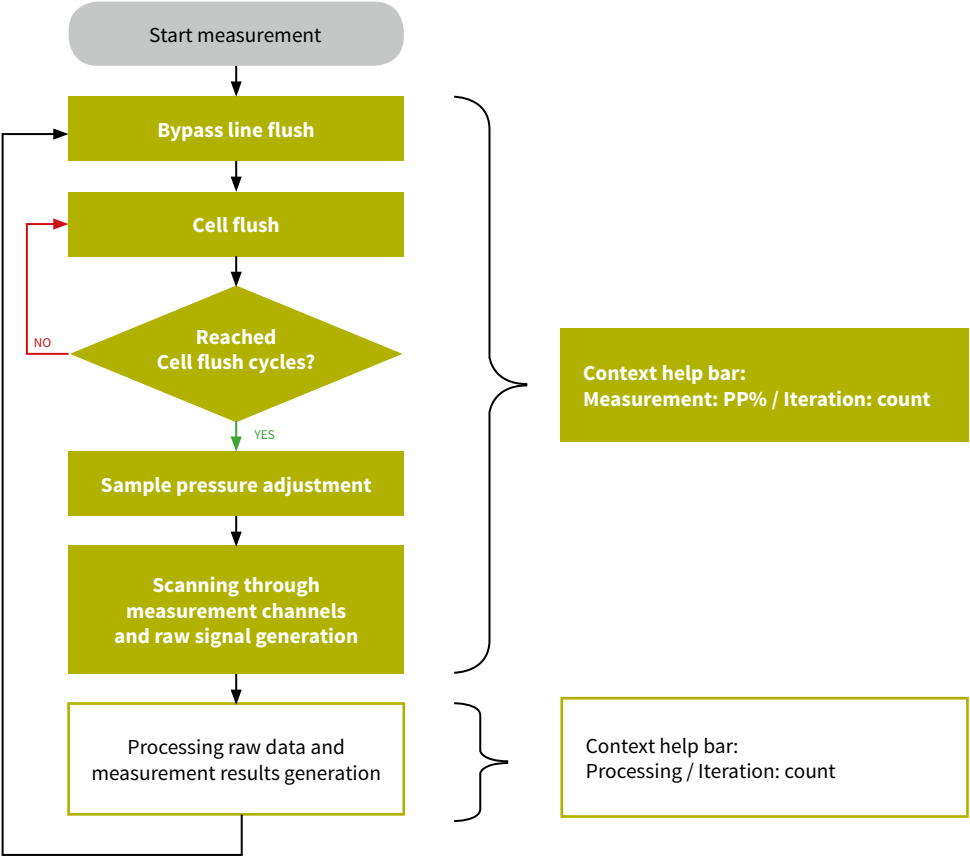 Start measurement
Bypass line flush
Cell flush
Reached
Cell flush cycles?
NO
YES
Sample pressure adjustment
Scanning through
measurement channels
and raw signal generation
Context help bar:
Measurement: PP% / Iteration: count
Processing raw data and
measurement results generation
Context help bar:
Processing / Iteration: count